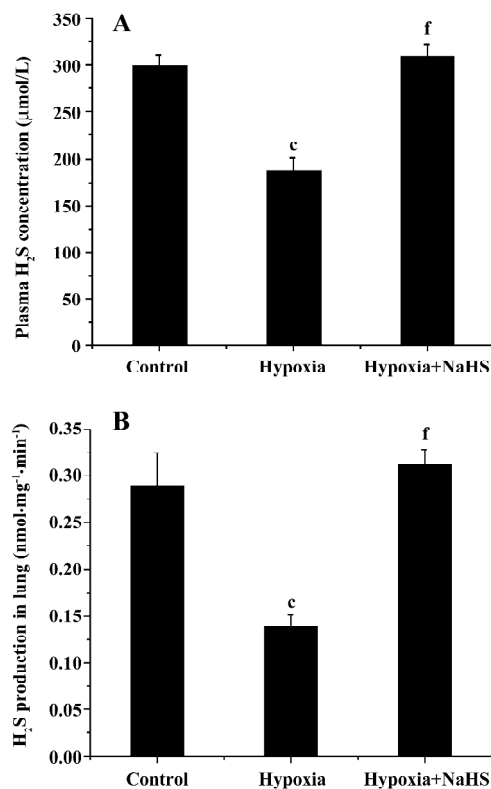 A
Plasma H₂S concentration (μmol/L)
350
300
250
200
150
100
50
0
c
f
Control Hypoxia Hypoxia+NaHS
B
H₂S production in lung (nmol·mg⁻¹·min⁻¹)
0.35
0.30
0.25
0.20
0.15
0.10
0.05
0.00
c
f
Control Hypoxia Hypoxia+NaHS